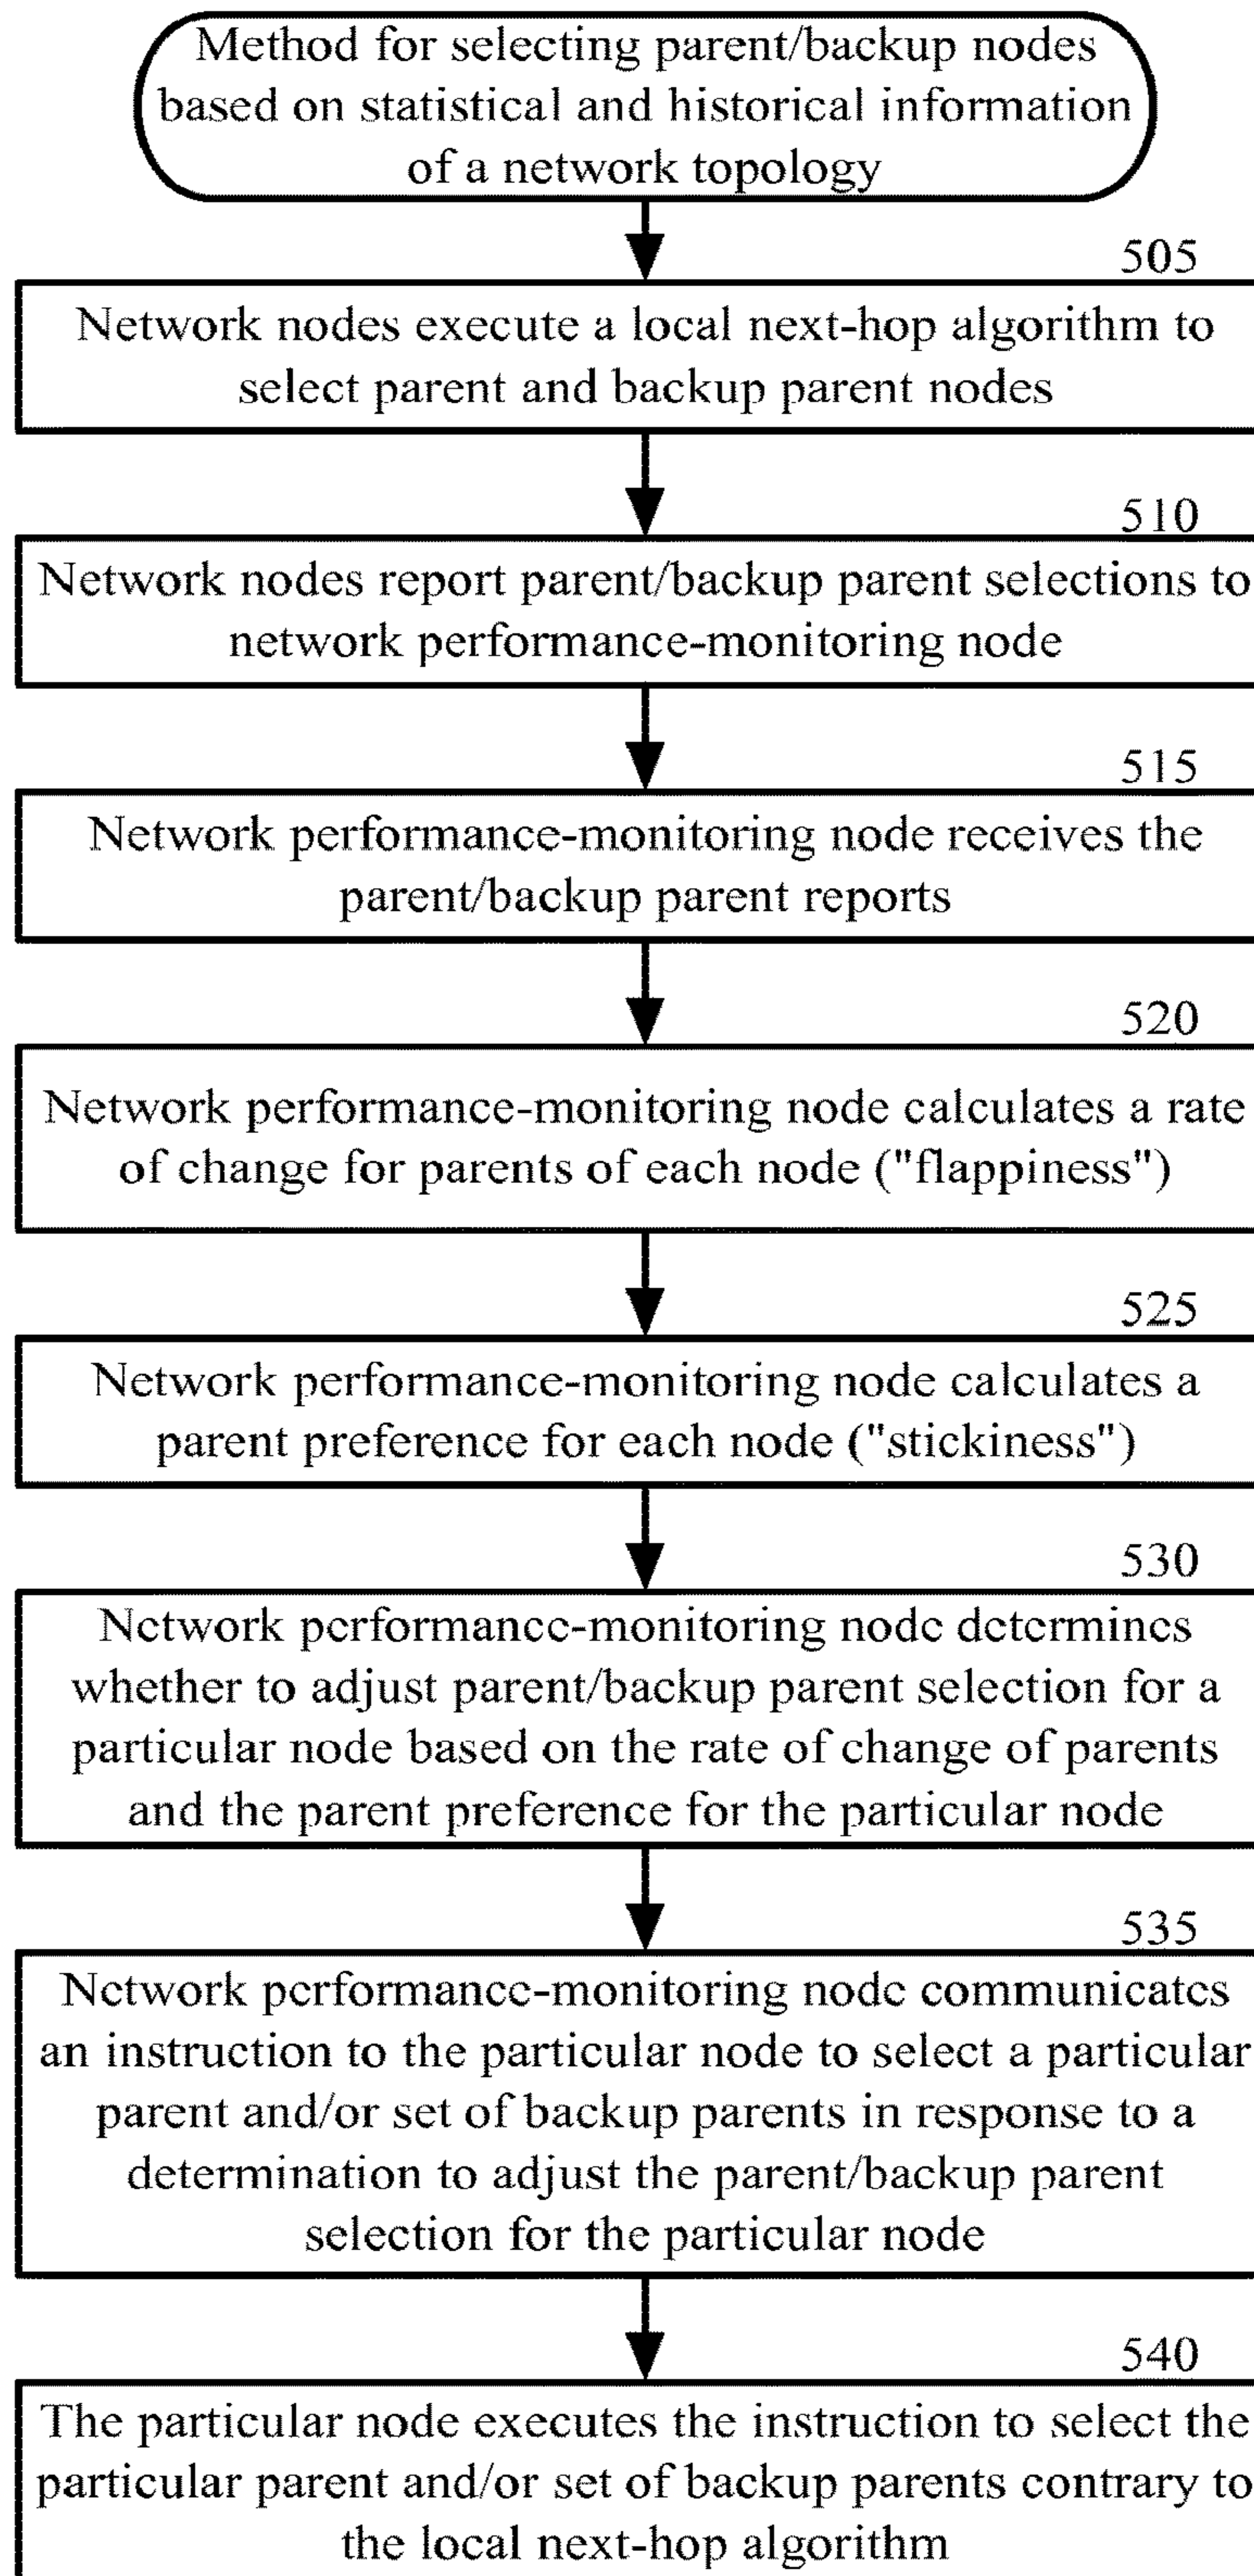 Method for selecting parent/backup nodes
based on statistical and historical information
of a network topology
505
Network nodes execute a local next-hop algorithm to
select parent and backup parent nodes
510
Network nodes report parent/backup parent selections to
network performance-monitoring node
515
Network performance-monitoring node receives the
parent/backup parent reports
520
Network performance-monitoring node calculates a rate
of change for parents of each node ("flappiness")
525
Network performance-monitoring node calculates a
parent preference for each node ("stickiness")
530
Network performance-monitoring node determines
whether to adjust parent/backup parent selection for a
particular node based on the rate of change of parents
and the parent preference for the particular node
535
Network performance-monitoring node communicates
an instruction to the particular node to select a particular
parent and/or set of backup parents in response to a
determination to adjust the parent/backup parent
selection for the particular node
540
The particular node executes the instruction to select the
particular parent and/or set of backup parents contrary to
the local next-hop algorithm